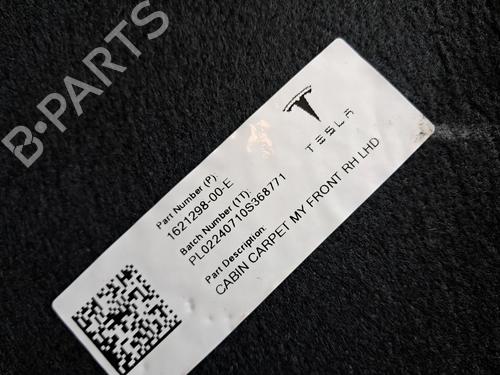 B-PARTS
TESLA
Part Number (P):
1621298-00-E
Batch Number (1T):
PL02240710S368771
Part Description:
CABIN CARPET MY FRONT RH LHD